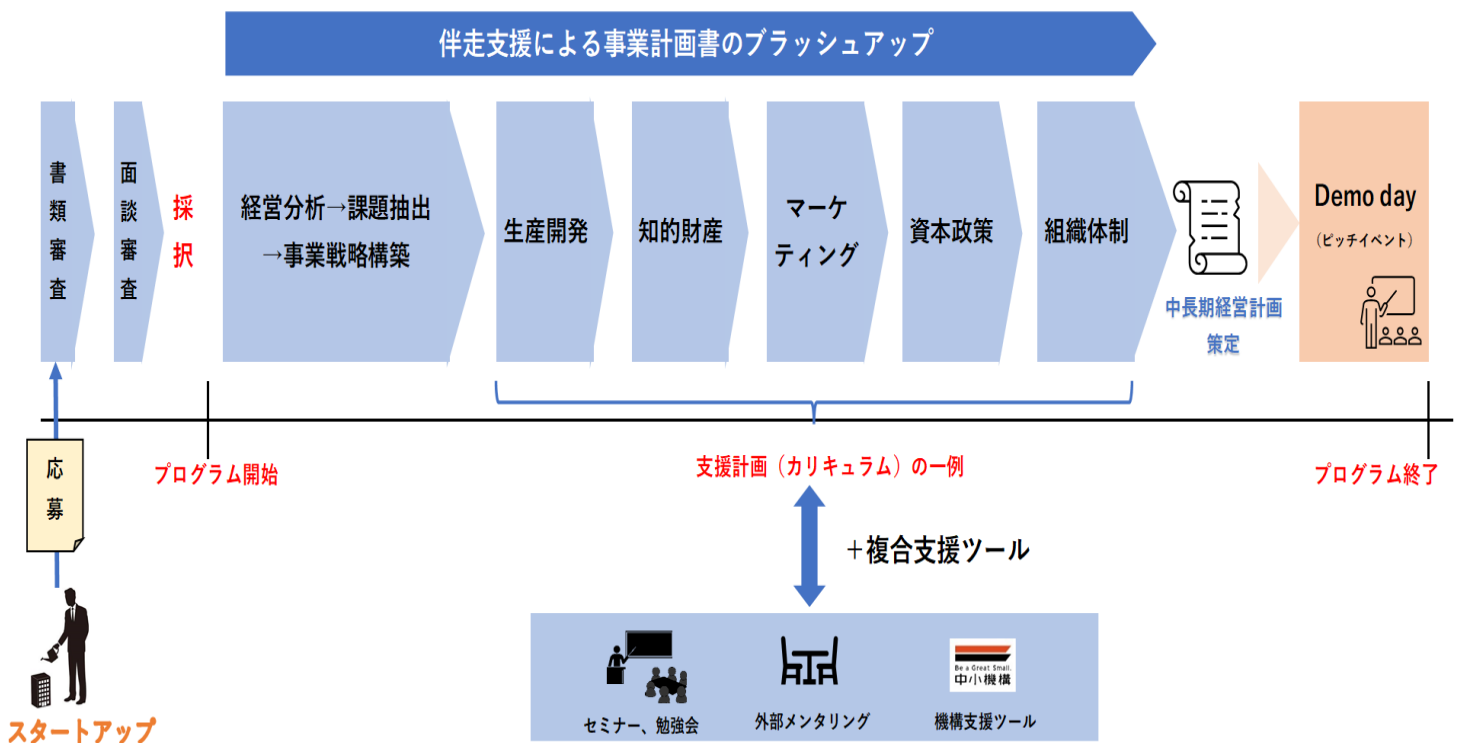 伴走支援による事業計画書のブラッシュアップ
書類審査
面談審査
採択
経営分析→課題抽出
→事業戦略構築
生産開発
知的財産
マーケ
ティング
資本政策
組織体制
中長期経営計画
策定
Demo day
(ピッチイベント)
応募
プログラム開始
支援計画(カリキュラム)の一例
プログラム終了
+複合支援ツール
スタートアップ
セミナー、勉強会
外部メンタリング
Be a Great Small.
中小機構
機構支援ツール